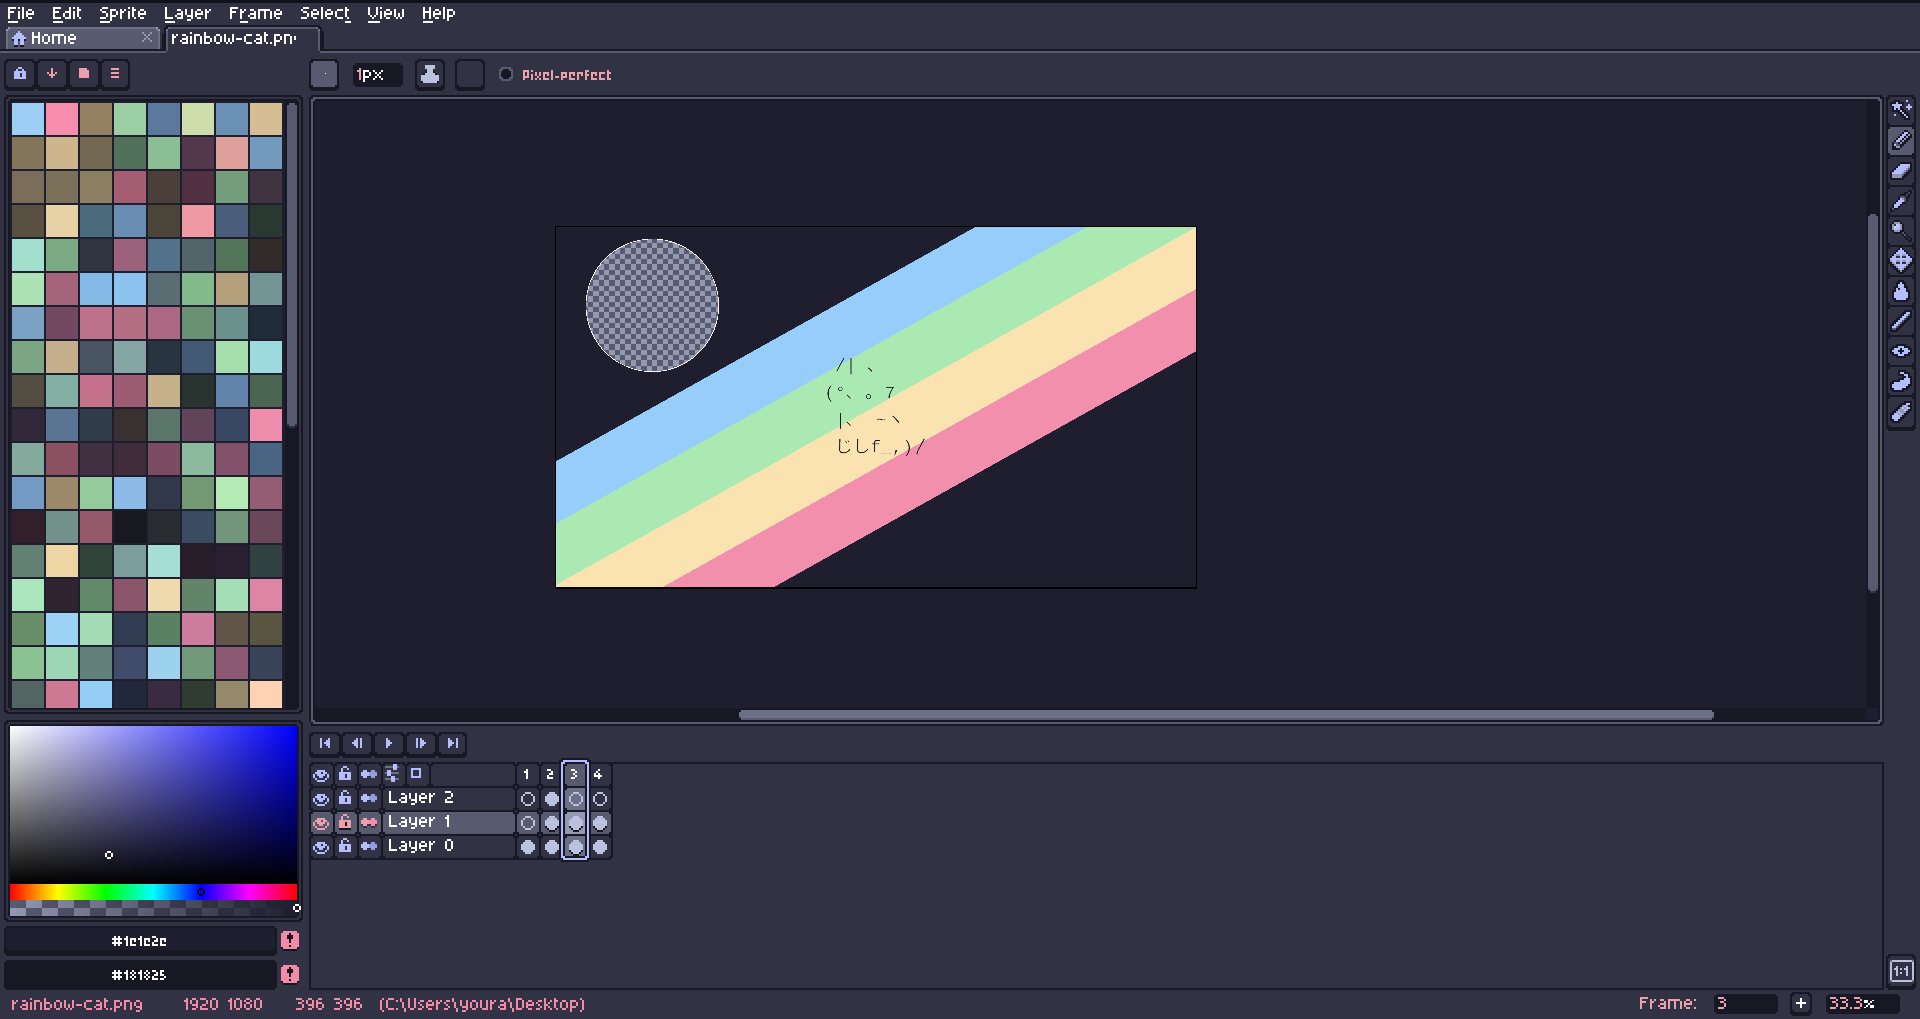 File Edit Sprite Layer Frame Select View Help
Home rainbow-cat.pn
1px Pixel-perfect
/|、
(°、。7
|、 ~ヽ
じしf_,)/
1 2 3 4
Layer 2
Layer 1
Layer 0
#1e1e2e
#181825
rainbow-cat.png 1920 1080 396 396 (C:\Users\youra\Desktop) Frame: 3 + 33.3%
1:1